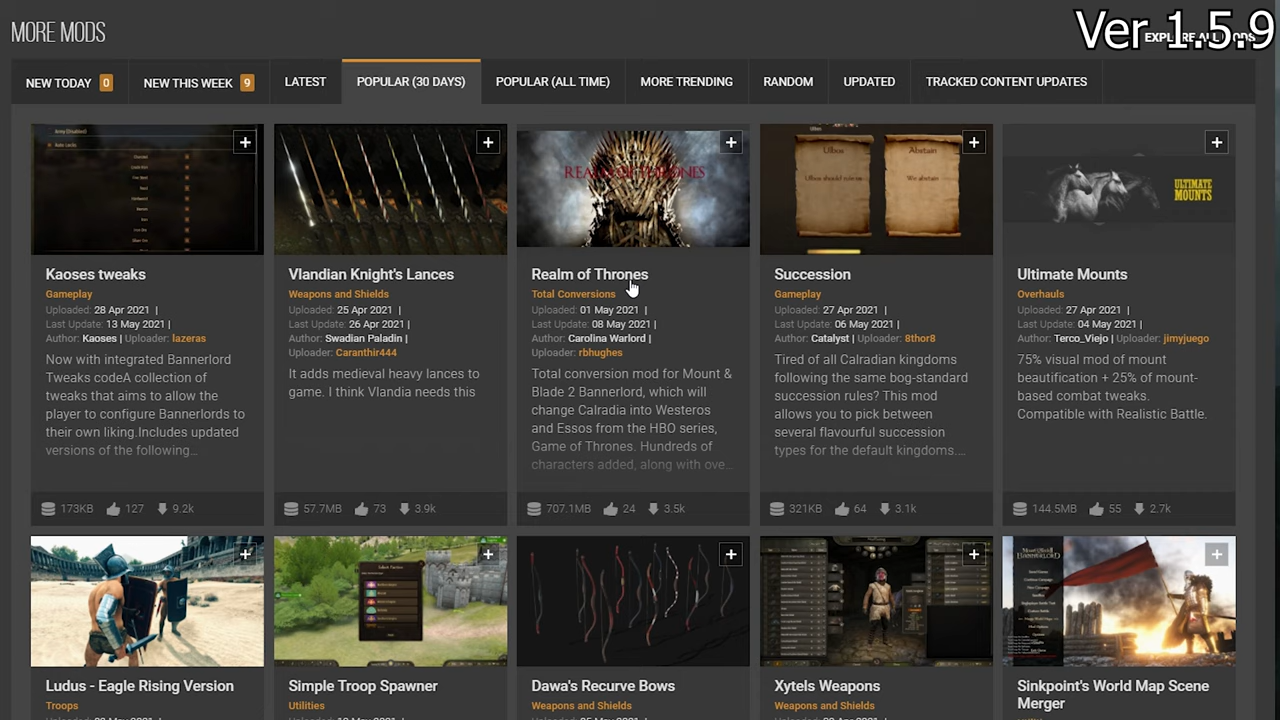 MORE MODS
Ver 1.5.9
NEW TODAY 0
NEW THIS WEEK 9
LATEST
POPULAR (30 DAYS)
POPULAR (ALL TIME)
MORE TRENDING
RANDOM
UPDATED
TRACKED CONTENT UPDATES
Kaoses tweaks
Gameplay
Uploaded: 28 Apr 2021 |
Last Update: 13 May 2021 |
Author: Kaoses | Uploader: lazeras
Now with integrated Bannerlord
Tweaks codeA collection of
tweaks that aims to allow the
player to configure Bannerlords to
their own liking.Includes updated
versions of the following…
173KB 127 9.2k
Vlandian Knight's Lances
Weapons and Shields
Uploaded: 25 Apr 2021 |
Last Update: 26 Apr 2021 |
Author: Swadian Paladin |
Uploader: Caranthir444
It adds medieval heavy lances to
game. I think Vlandia needs this
57.7MB 73 3.9k
REALM OF THRONES
Realm of Thrones
Total Conversions
Uploaded: 01 May 2021 |
Last Update: 08 May 2021 |
Author: Carolina Warlord |
Uploader: rbhughes
Total conversion mod for Mount &
Blade 2 Bannerlord, which will
change Calradia into Westeros
and Essos from the HBO series,
Game of Thrones. Hundreds of
characters added, along with ove…
707.1MB 24 3.5k
Ulbos
Abstain
Ulbos should rule us
We abstain
Succession
Gameplay
Uploaded: 27 Apr 2021 |
Last Update: 06 May 2021 |
Author: Catalyst | Uploader: 8thor8
Tired of all Calradian kingdoms
following the same bog-standard
succession rules? This mod
allows you to pick between
several flavourful succession
types for the default kingdoms.…
321KB 64 3.1k
ULTIMATE
MOUNTS
Ultimate Mounts
Overhauls
Uploaded: 27 Apr 2021 |
Last Update: 04 May 2021 |
Author: Terco_Viejo | Uploader: jimyjuego
75% visual mod of mount
beautification + 25% of mount-
based combat tweaks.
Compatible with Realistic Battle.
144.5MB 55 2.7k
Ludus - Eagle Rising Version
Troops
Simple Troop Spawner
Utilities
Dawa's Recurve Bows
Weapons and Shields
Xytels Weapons
Weapons and Shields
BANNERLORD
Sinkpoint's World Map Scene
Merger